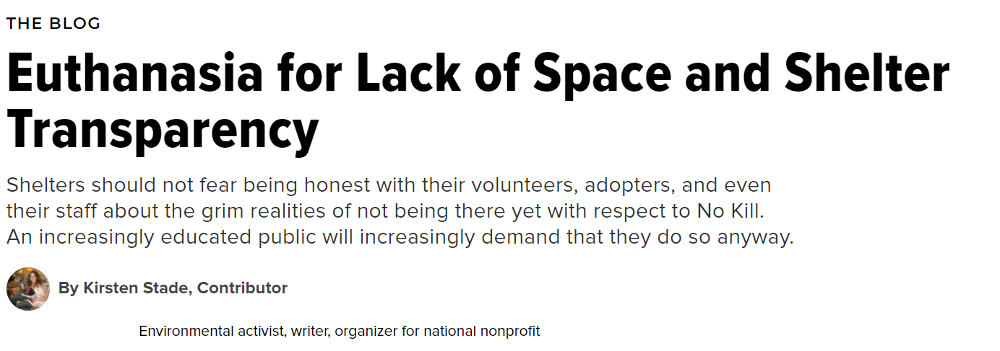 THE BLOG
Euthanasia for Lack of Space and Shelter
Transparency
Shelters should not fear being honest with their volunteers, adopters, and even
their staff about the grim realities of not being there yet with respect to No Kill.
An increasingly educated public will increasingly demand that they do so anyway.
By Kirsten Stade, Contributor
Environmental activist, writer, organizer for national nonprofit